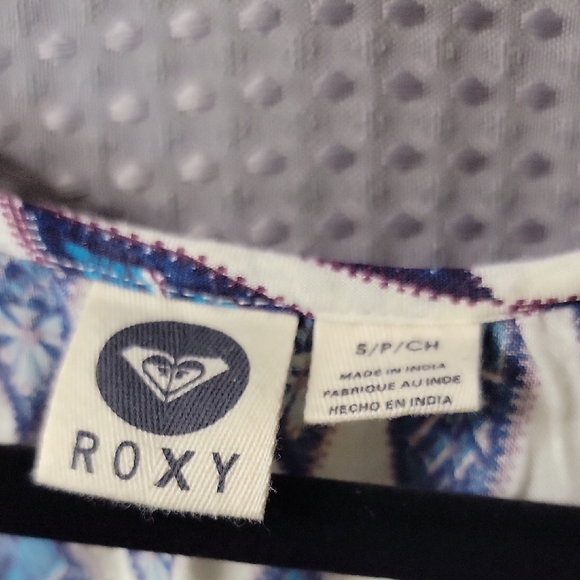 ROXY
S/P/CH
MADE IN INDIA
FABRIQUE AU INDE
HECHO EN INDIA